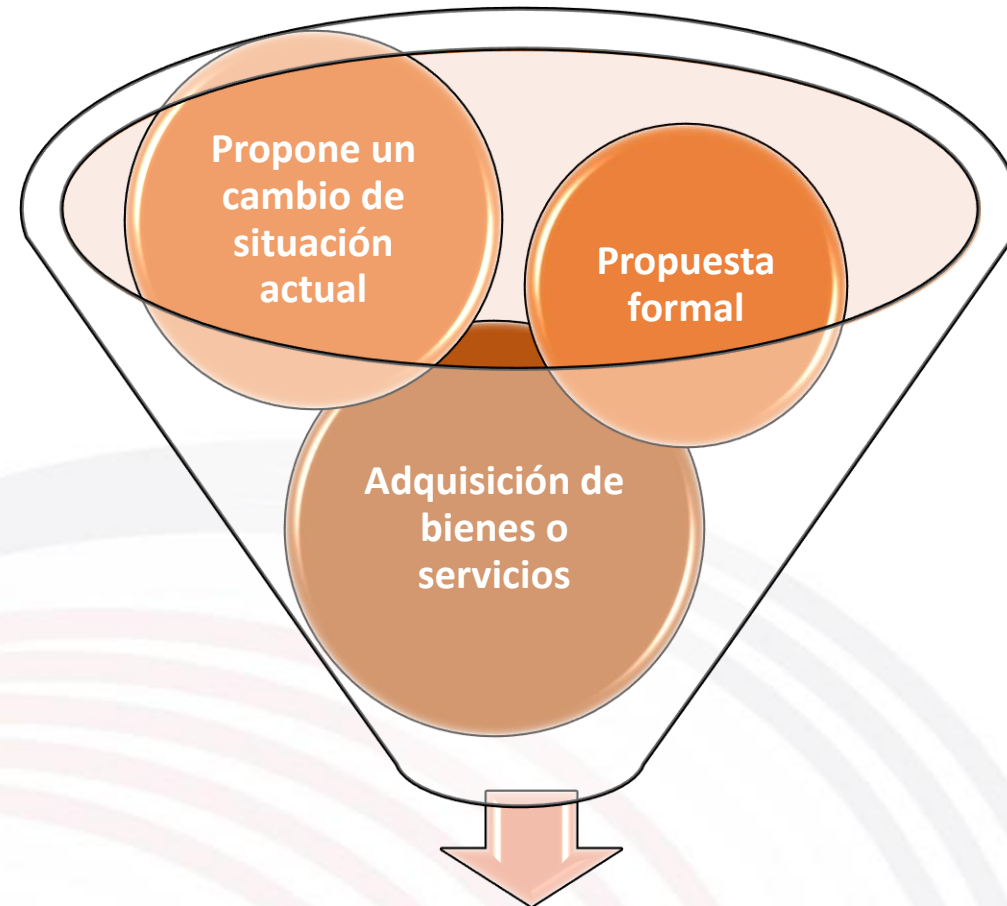 Propone un
cambio de
situación
actual
Propuesta
formal
Adquisición de
bienes o
servicios